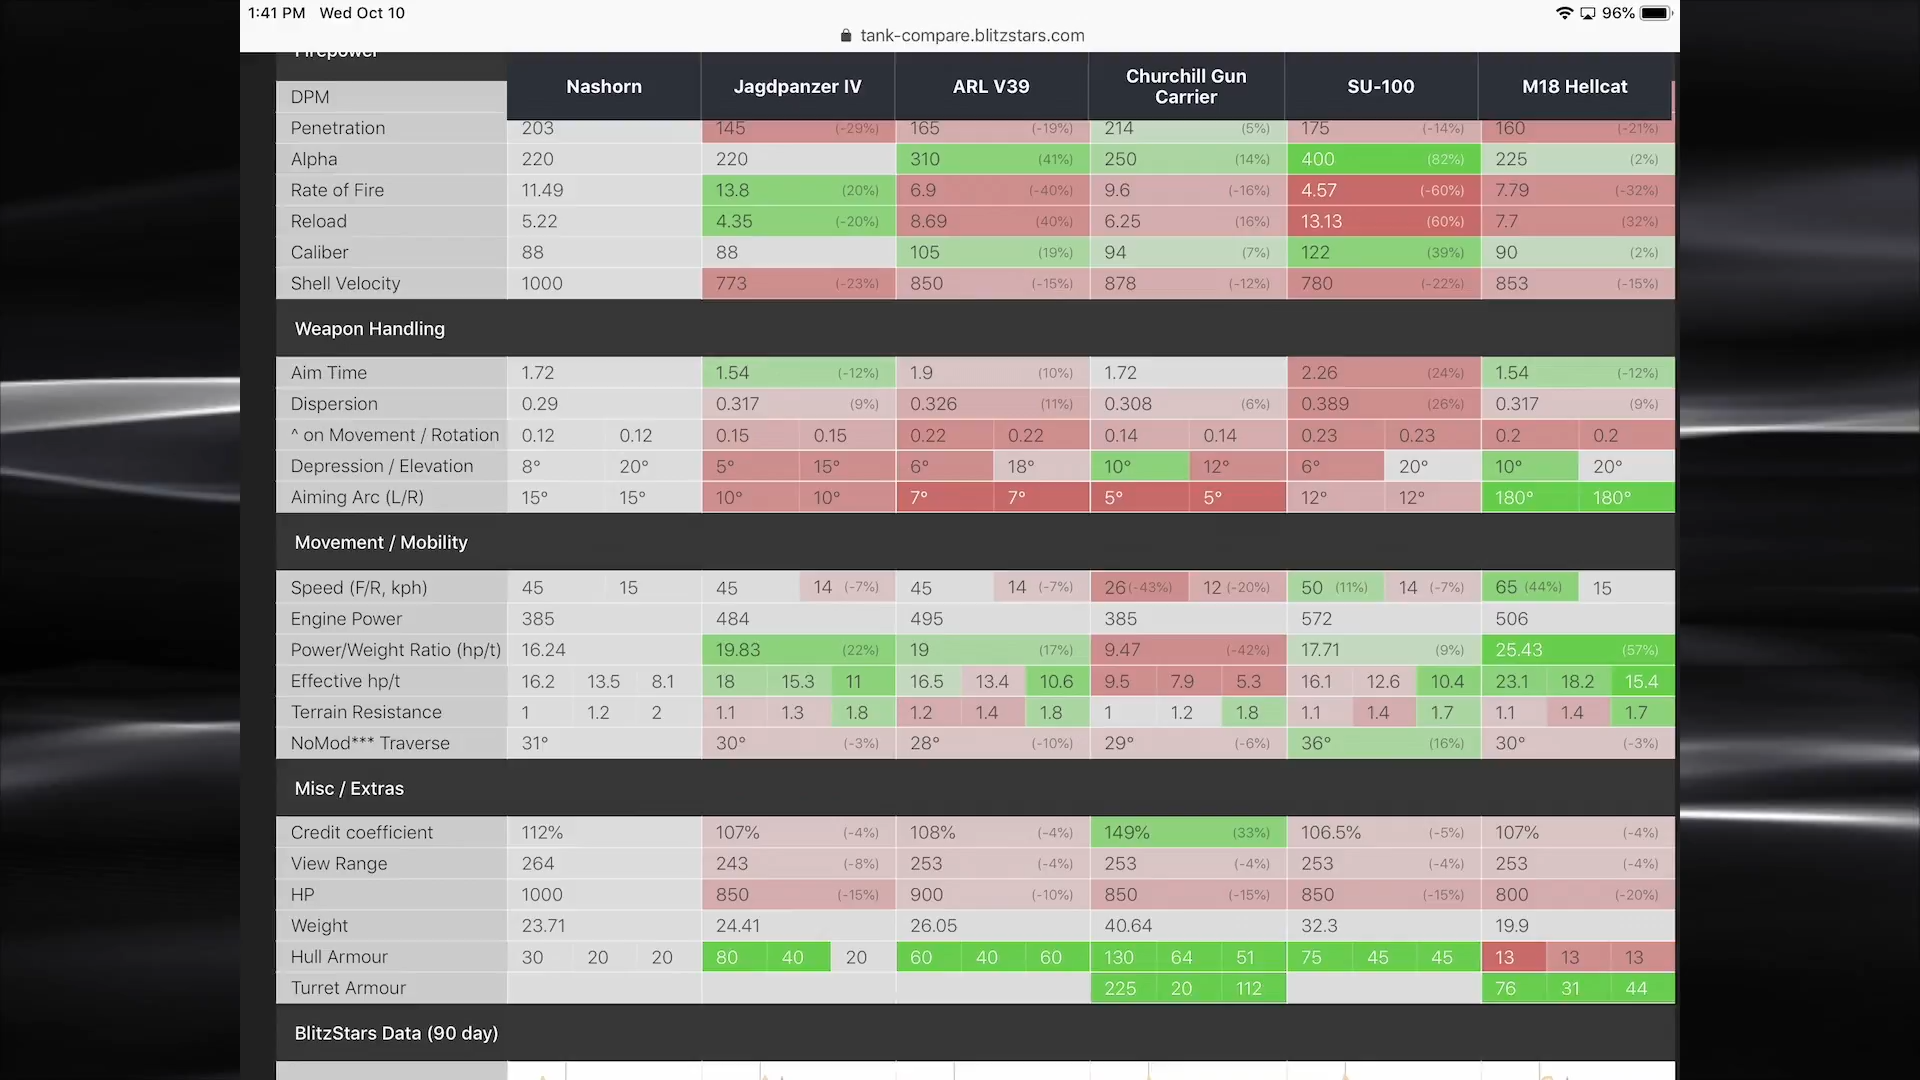 1:41 PM Wed Oct 10 96%
tank-compare.blitzstars.com
Firepower
Nashorn Jagdpanzer IV ARL V39 Churchill Gun Carrier SU-100 M18 Hellcat
DPM
Penetration 203 145 (-29%) 165 (-19%) 214 (5%) 175 (-14%) 160 (-21%)
Alpha 220 220 310 (41%) 250 (14%) 400 (82%) 225 (2%)
Rate of Fire 11.49 13.8 (20%) 6.9 (-40%) 9.6 (-16%) 4.57 (-60%) 7.79 (-32%)
Reload 5.22 4.35 (-20%) 8.69 (40%) 6.25 (16%) 13.13 (60%) 7.7 (32%)
Caliber 88 88 105 (19%) 94 (7%) 122 (39%) 90 (2%)
Shell Velocity 1000 773 (-23%) 850 (-15%) 878 (-12%) 780 (-22%) 853 (-15%)
Weapon Handling
Aim Time 1.72 1.54 (-12%) 1.9 (10%) 1.72 2.26 (24%) 1.54 (-12%)
Dispersion 0.29 0.317 (9%) 0.326 (11%) 0.308 (6%) 0.389 (26%) 0.317 (9%)
^ on Movement / Rotation 0.12 0.12 0.15 0.15 0.22 0.22 0.14 0.14 0.23 0.23 0.2 0.2
Depression / Elevation 8° 20° 5° 15° 6° 18° 10° 12° 6° 20° 10° 20°
Aiming Arc (L/R) 15° 15° 10° 10° 7° 7° 5° 5° 12° 12° 180° 180°
Movement / Mobility
Speed (F/R, kph) 45 15 45 14 (-7%) 45 14 (-7%) 26 (-43%) 12 (-20%) 50 (11%) 14 (-7%) 65 (44%) 15
Engine Power 385 484 495 385 572 506
Power/Weight Ratio (hp/t) 16.24 19.83 (22%) 19 (17%) 9.47 (-42%) 17.71 (9%) 25.43 (57%)
Effective hp/t 16.2 13.5 8.1 18 15.3 11 16.5 13.4 10.6 9.5 7.9 5.3 16.1 12.6 10.4 23.1 18.2 15.4
Terrain Resistance 1 1.2 2 1.1 1.3 1.8 1.2 1.4 1.8 1 1.2 1.8 1.1 1.4 1.7 1.1 1.4 1.7
NoMod*** Traverse 31° 30° (-3%) 28° (-10%) 29° (-6%) 36° (16%) 30° (-3%)
Misc / Extras
Credit coefficient 112% 107% (-4%) 108% (-4%) 149% (33%) 106.5% (-5%) 107% (-4%)
View Range 264 243 (-8%) 253 (-4%) 253 (-4%) 253 (-4%) 253 (-4%)
HP 1000 850 (-15%) 900 (-10%) 850 (-15%) 850 (-15%) 800 (-20%)
Weight 23.71 24.41 26.05 40.64 32.3 19.9
Hull Armour 30 20 20 80 40 20 60 40 60 130 64 51 75 45 45 13 13 13
Turret Armour 225 20 112 76 31 44
BlitzStars Data (90 day)